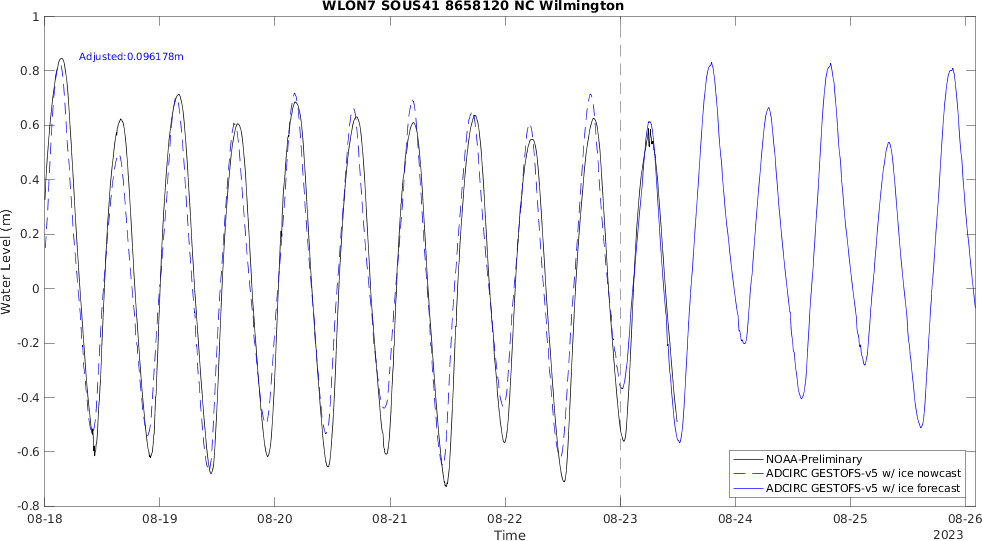 WLON7 SOUS41 8658120 NC Wilmington
Adjusted:0.096178m
1
0.8
0.6
0.4
0.2
0
-0.2
-0.4
-0.6
-0.8
Water Level (m)
NOAA-Preliminary
ADCIRC GESTOFS-v5 w/ ice nowcast
ADCIRC GESTOFS-v5 w/ ice forecast
08-18 08-19 08-20 08-21 08-22 08-23 08-24 08-25 08-26
Time
2023